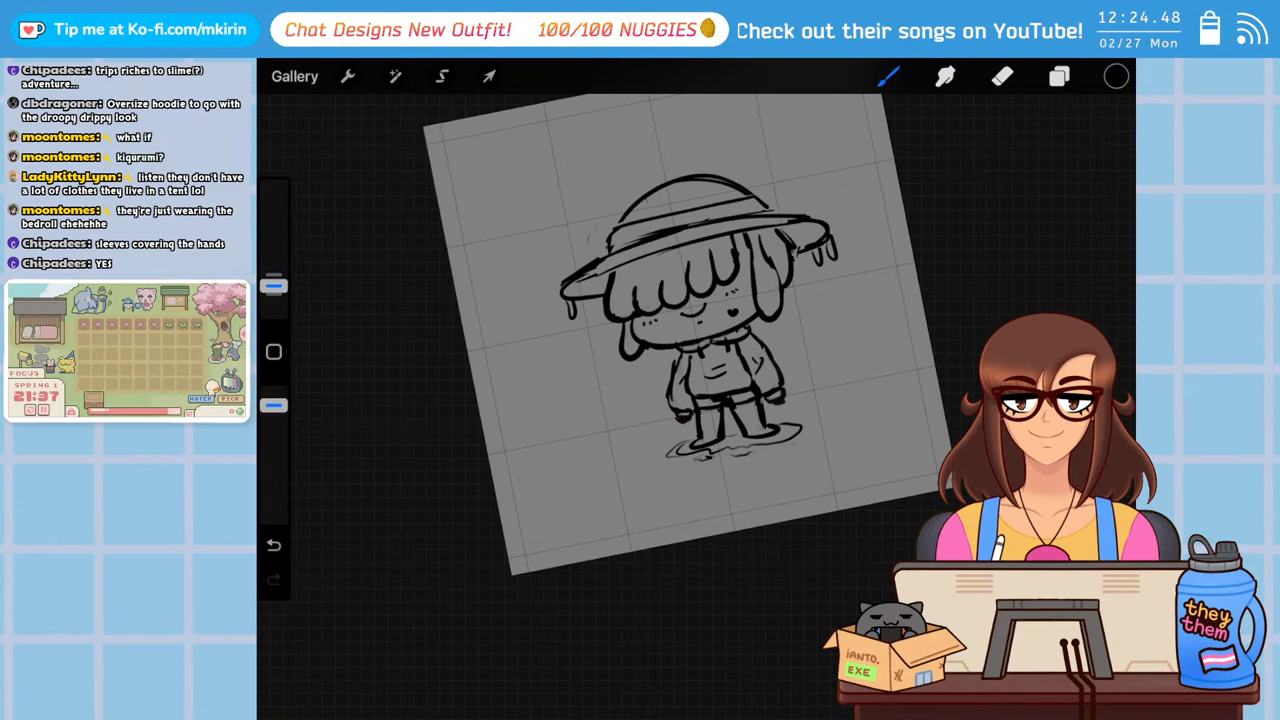 Tip me at Ko-fi.com/mkirin
Chat Designs New Outfit! 100/100 NUGGIES
Check out their songs on YouTube!
12:24.48
02/27 Mon
Chipadees: trips riches to slime(?)
adventure...
dbdragoner: Oversize hoodie to go with
the droopy drippy look
moontomes: what if
moontomes: kigurumi?
LadyKittyLynn: listen they don't have
a lot of clothes they live in a tent lol
moontomes: they're just wearing the
bedroll ehehehhe
Chipadees: sleeves covering the hands
Chipadees: YES
Gallery
FOCUS
SPRING 1
21:37
WATER
PICK
0
they
them
iANTO.
EXE